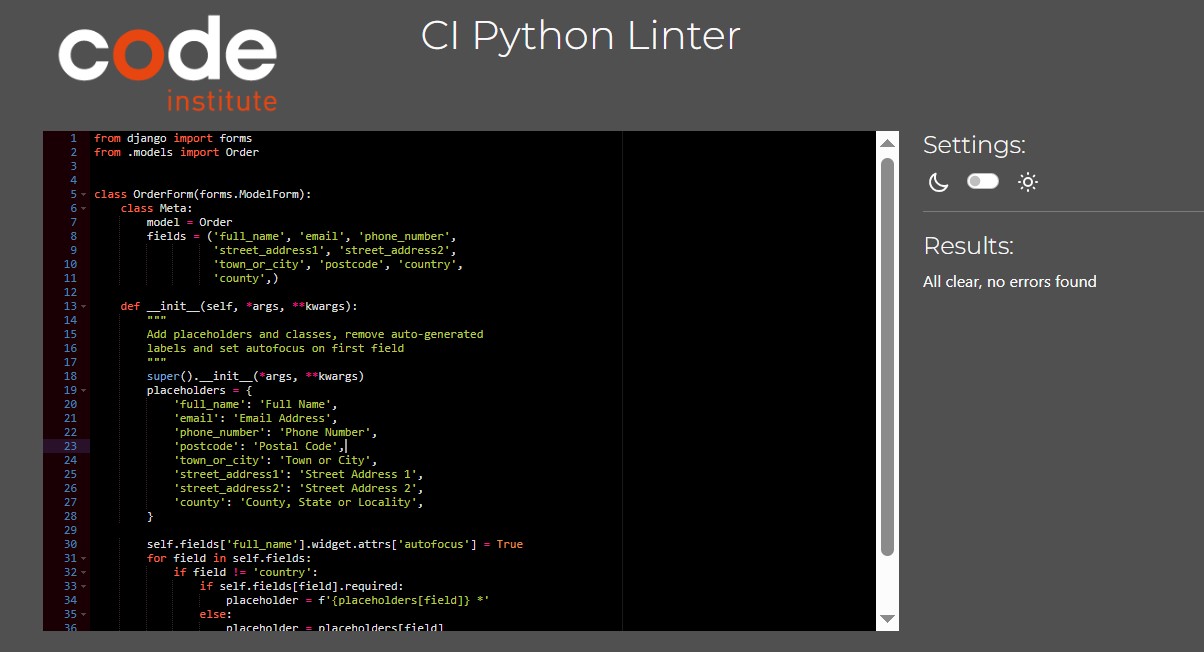 code
institute
CI Python Linter
1 from django import forms
2 from .models import Order
3
4
5 class OrderForm(forms.ModelForm):
6     class Meta:
7         model = Order
8         fields = ('full_name', 'email', 'phone_number',
9                   'street_address1', 'street_address2',
10                   'town_or_city', 'postcode', 'country',
11                   'county',)
12
13     def __init__(self, *args, **kwargs):
14         """
15         Add placeholders and classes, remove auto-generated
16         labels and set autofocus on first field
17         """
18         super().__init__(*args, **kwargs)
19         placeholders = {
20             'full_name': 'Full Name',
21             'email': 'Email Address',
22             'phone_number': 'Phone Number',
23             'postcode': 'Postal Code',
24             'town_or_city': 'Town or City',
25             'street_address1': 'Street Address 1',
26             'street_address2': 'Street Address 2',
27             'county': 'County, State or Locality',
28         }
29
30         self.fields['full_name'].widget.attrs['autofocus'] = True
31         for field in self.fields:
32             if field != 'country':
33                 if self.fields[field].required:
34                     placeholder = f'{placeholders[field]} *'
35                 else:
36                     placeholder = placeholders[field]
Settings:
Results:
All clear, no errors found